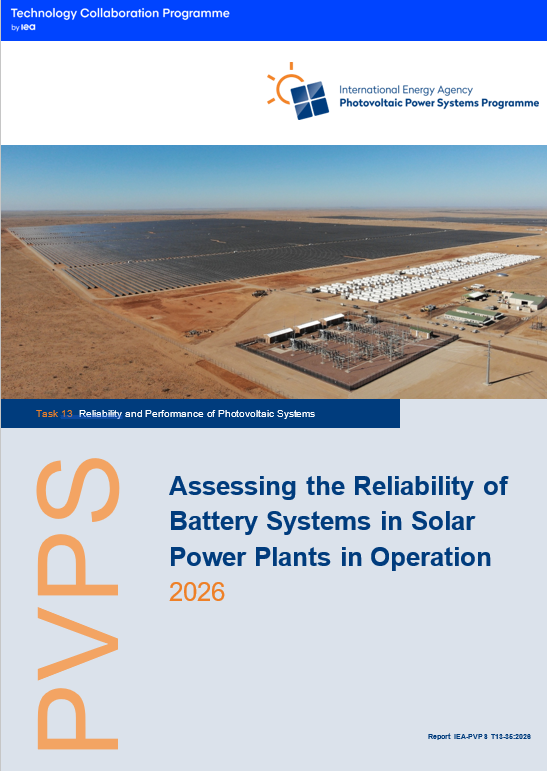 Technology Collaboration Programme
by iea
International Energy Agency
Photovoltaic Power Systems Programme
Task 13 Reliability and Performance of Photovoltaic Systems
PVPS
Assessing the Reliability of
Battery Systems in Solar
Power Plants in Operation
2026
Report IEA-PVPS T13-35:2026